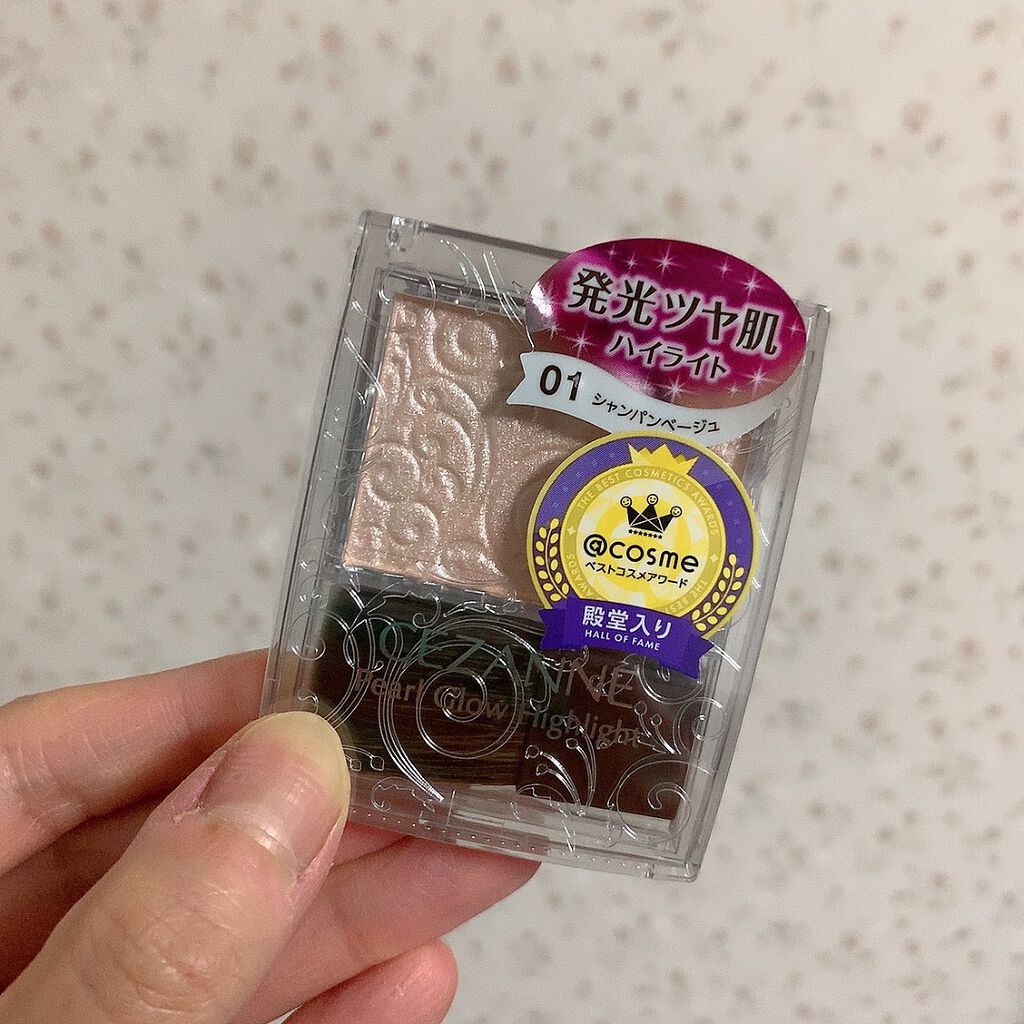 発光ツヤ肌
ハイライト
01 シャンパンベージュ
THE BEST COSMETICS AWARDS
@cosme
ベストコスメアワード
殿堂入り
HALL OF FAME
CEZANNE
Pearl Glow Highlight